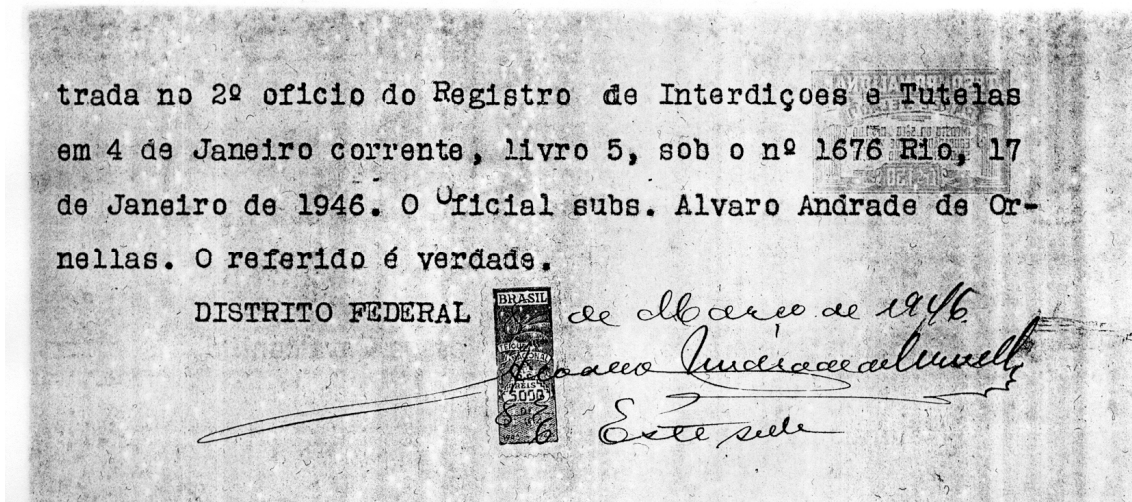 trada no 2º oficio do Registro de Interdiçoes e Tutelas
em 4 de Janeiro corrente, livro 5, sob o nº 1676 Rio, 17
de Janeiro de 1946. O Oficial subs. Alvaro Andrade de Or-
nellas. O referido é verdade.
DISTRITO FEDERAL
BRASIL
de Março de 1946
5000
Este sello